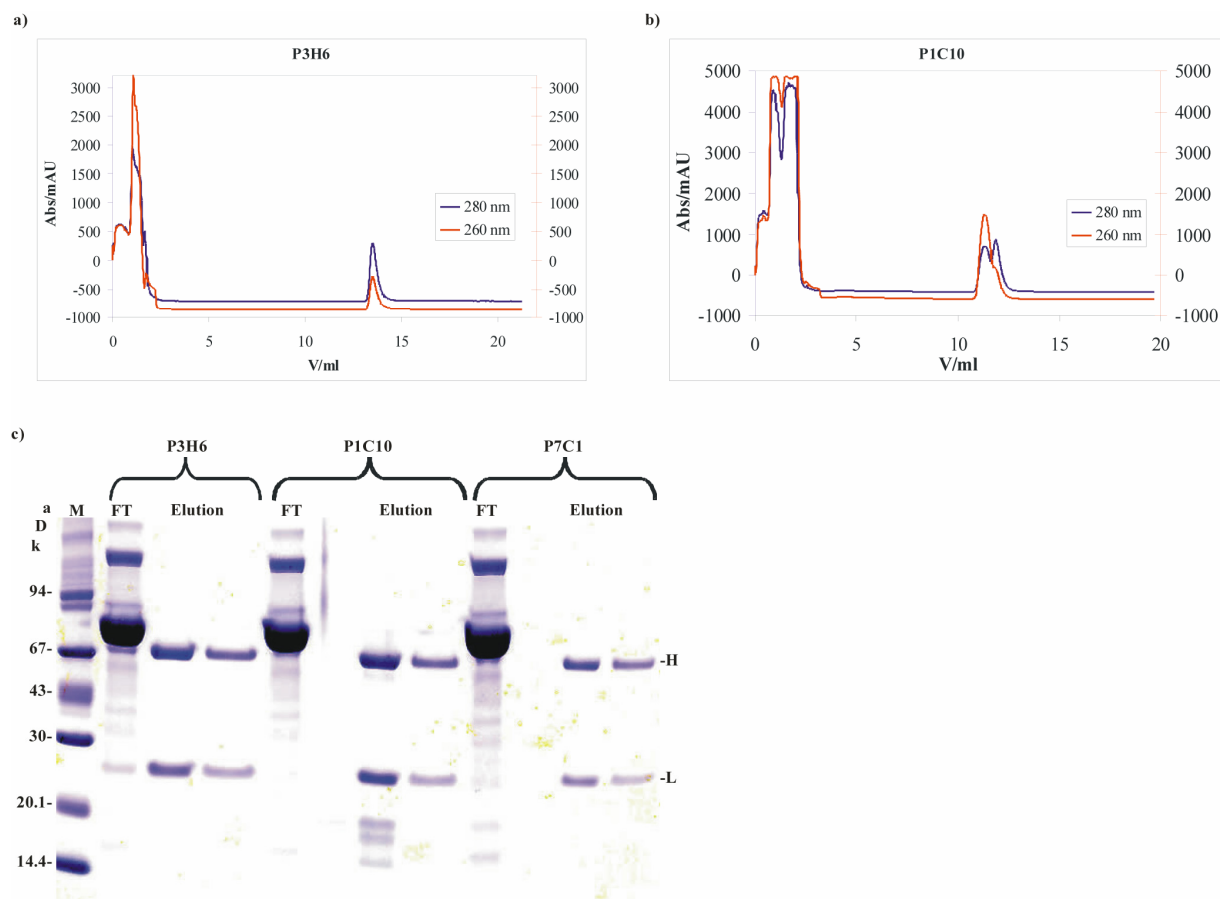 a)
P3H6
3000
2500
2000
1500
1000
500
0
-500
-1000
Abs/mAU
3000
2500
2000
1500
1000
500
0
-500
-1000
280 nm
260 nm
0 5 10 15 20
V/ml
b)
P1C10
5000
4000
3000
2000
1000
0
-1000
Abs/mAU
5000
4000
3000
2000
1000
0
-1000
280 nm
260 nm
0 5 10 15 20
V/ml
c)
P3H6 P1C10 P7C1
a
D
k
M FT Elution FT Elution FT Elution
94-
67-
43-
30-
20.1-
14.4-
-H
-L